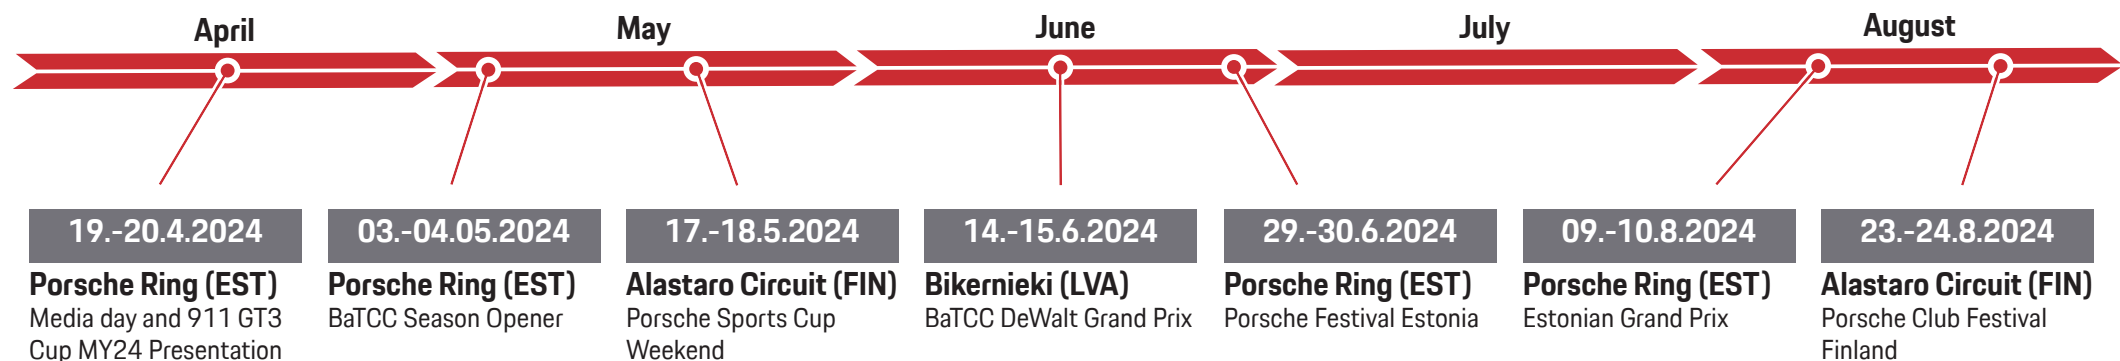 April
May
June
July
August
19.-20.4.2024
Porsche Ring (EST)
Media day and 911 GT3
Cup MY24 Presentation
03.-04.05.2024
Porsche Ring (EST)
BaTCC Season Opener
17.-18.5.2024
Alastaro Circuit (FIN)
Porsche Sports Cup
Weekend
14.-15.6.2024
Bikernieki (LVA)
BaTCC DeWalt Grand Prix
29.-30.6.2024
Porsche Ring (EST)
Porsche Festival Estonia
09.-10.8.2024
Porsche Ring (EST)
Estonian Grand Prix
23.-24.8.2024
Alastaro Circuit (FIN)
Porsche Club Festival
Finland